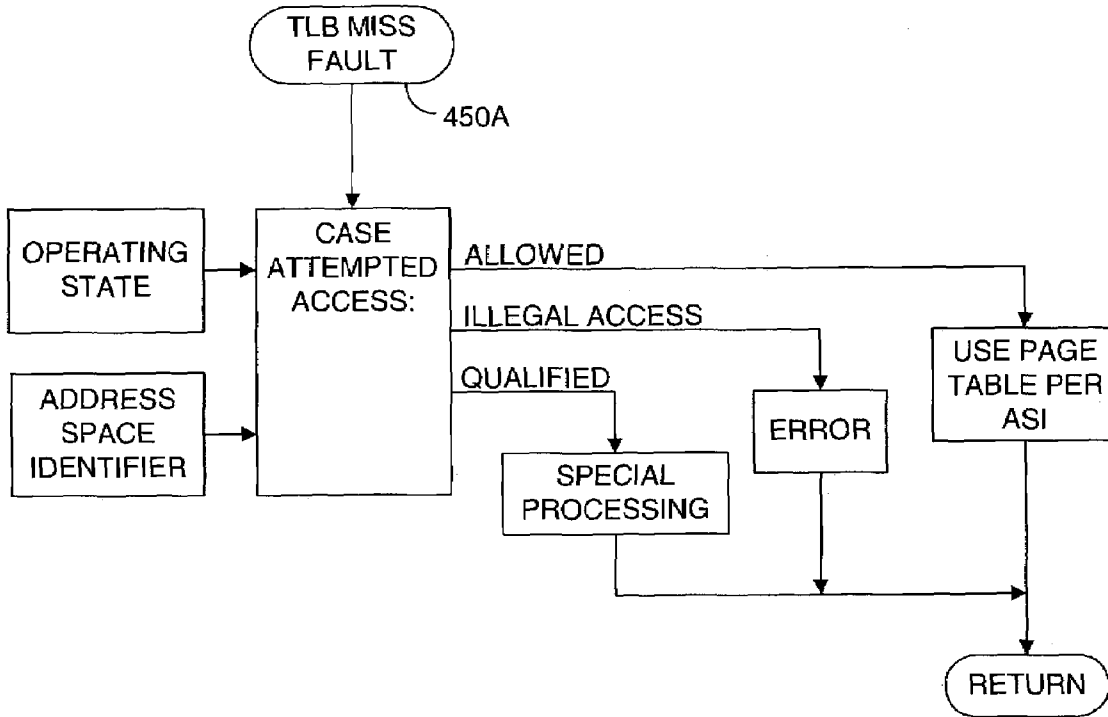 TLB MISS
FAULT
450A
OPERATING
STATE
ADDRESS
SPACE
IDENTIFIER
CASE
ATTEMPTED
ACCESS:
ALLOWED
ILLEGAL ACCESS
QUALIFIED
SPECIAL
PROCESSING
ERROR
USE PAGE
TABLE PER
ASI
RETURN